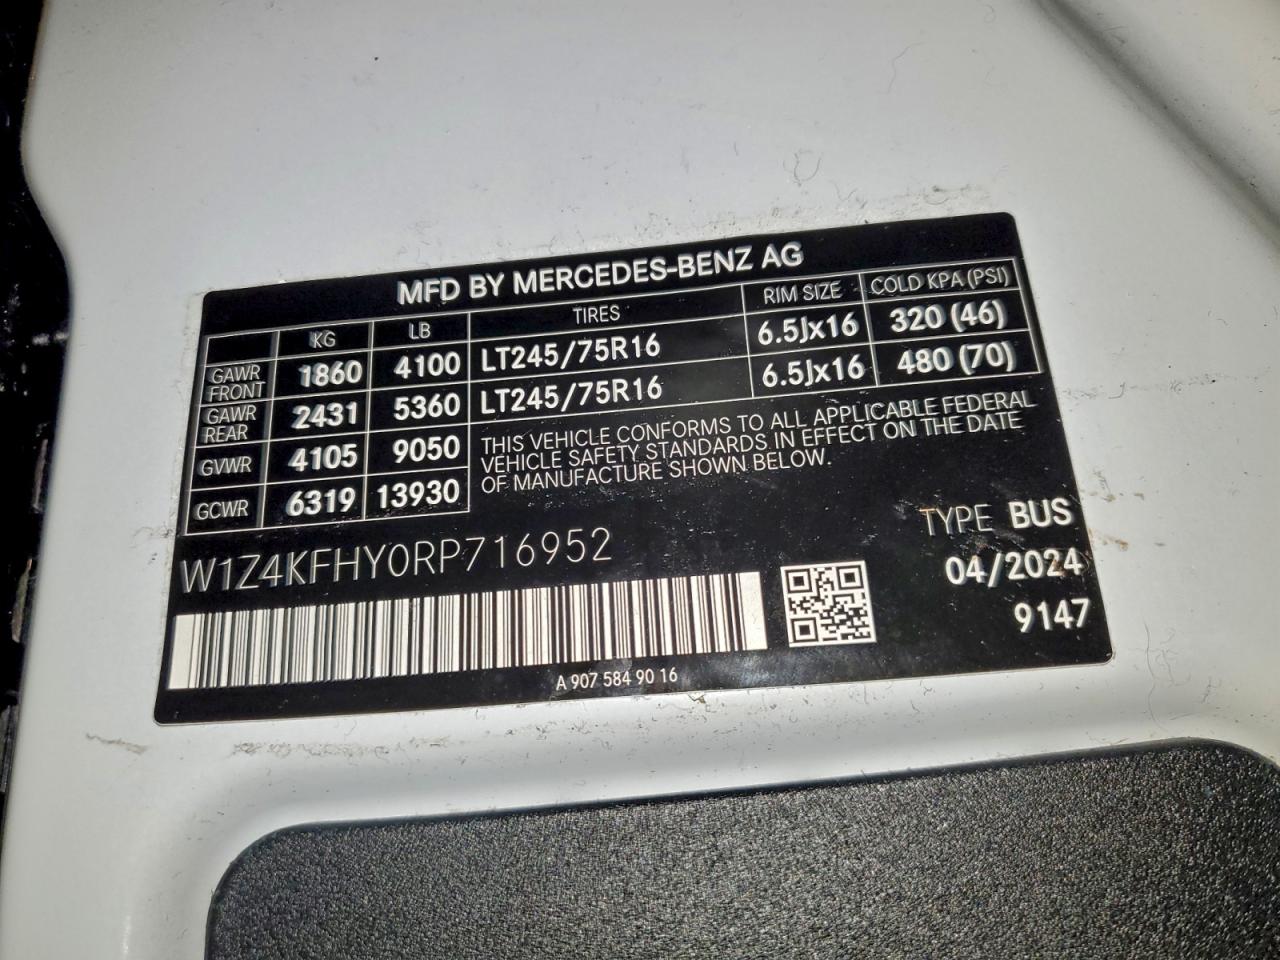 MFD BY MERCEDES-BENZ AG
KG LB TIRES RIM SIZE COLD KPA (PSI)
GAWR FRONT 1860 4100 LT245/75R16 6.5Jx16 320 (46)
GAWR REAR 2431 5360 LT245/75R16 6.5Jx16 480 (70)
GVWR 4105 9050
GCWR 6319 13930
THIS VEHICLE CONFORMS TO ALL APPLICABLE FEDERAL
VEHICLE SAFETY STANDARDS IN EFFECT ON THE DATE
OF MANUFACTURE SHOWN BELOW.
TYPE BUS
W1Z4KFHY0RP716952
04/2024
9147
A 907 584 90 16